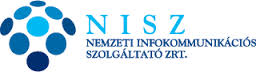 NISZ
NEMZETI INFOKOMMUNIKÁCIÓS
SZOLGÁLTATÓ ZRT.